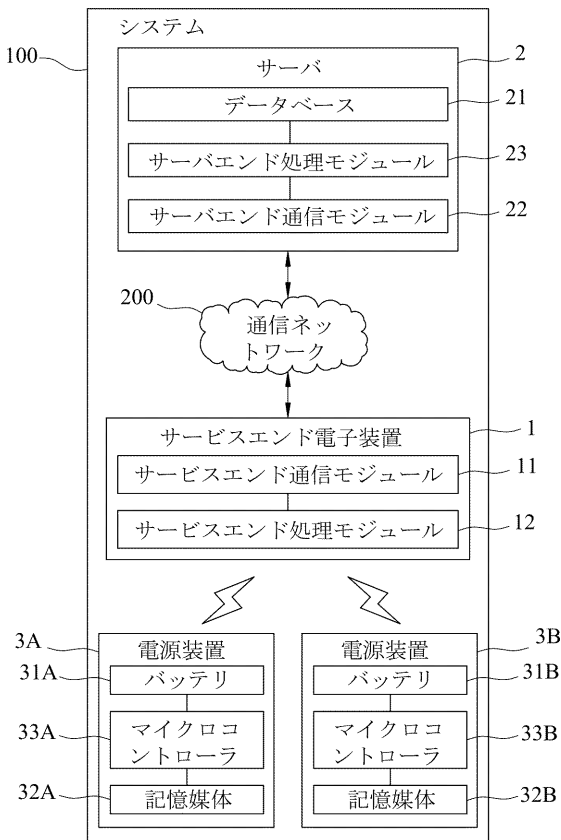 システム
100
サーバ
2
データベース
21
サーバエンド処理モジュール
23
サーバエンド通信モジュール
22
200
通信ネッ
トワーク
サービスエンド電子装置
1
サービスエンド通信モジュール
11
サービスエンド処理モジュール
12
3A
電源装置
31A
バッテリ
33A
マイクロコ
ントローラ
32A
記憶媒体
3B
電源装置
31B
バッテリ
33B
マイクロコ
ントローラ
32B
記憶媒体